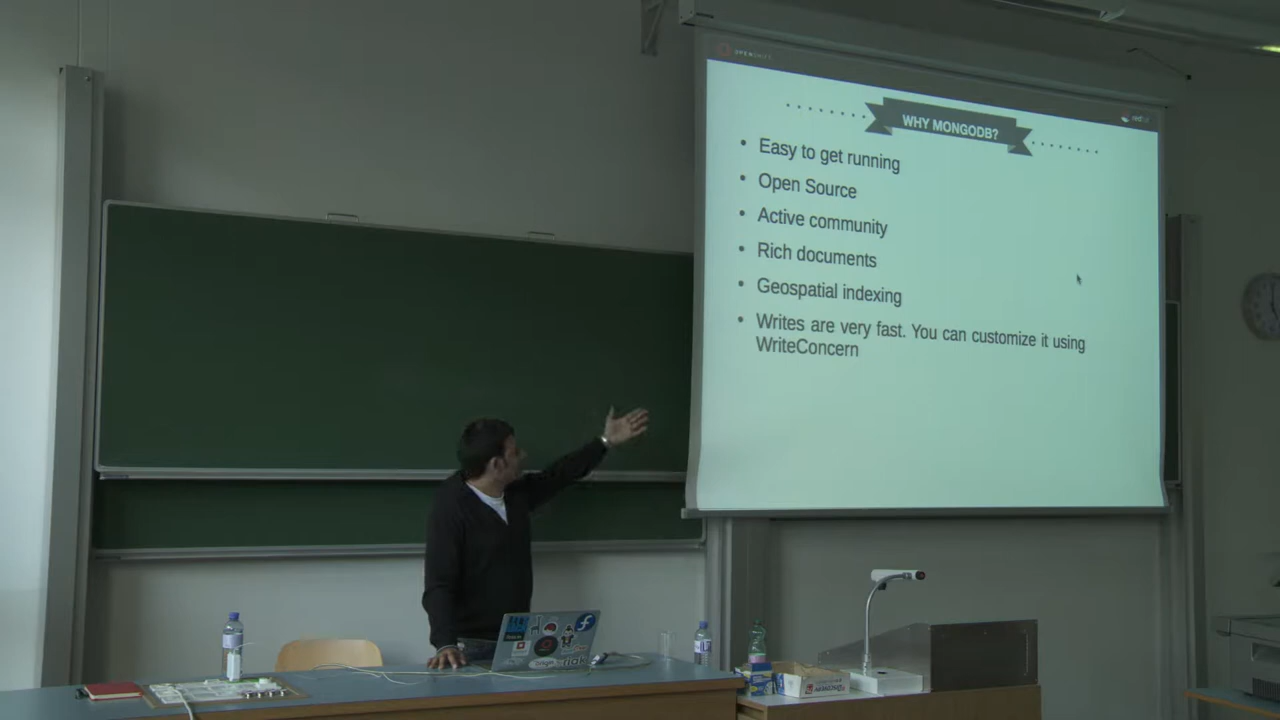 OPENSHIFT
WHY MONGODB?
• Easy to get running
• Open Source
• Active community
• Rich documents
• Geospatial indexing
• Writes are very fast. You can customize it using
WriteConcern